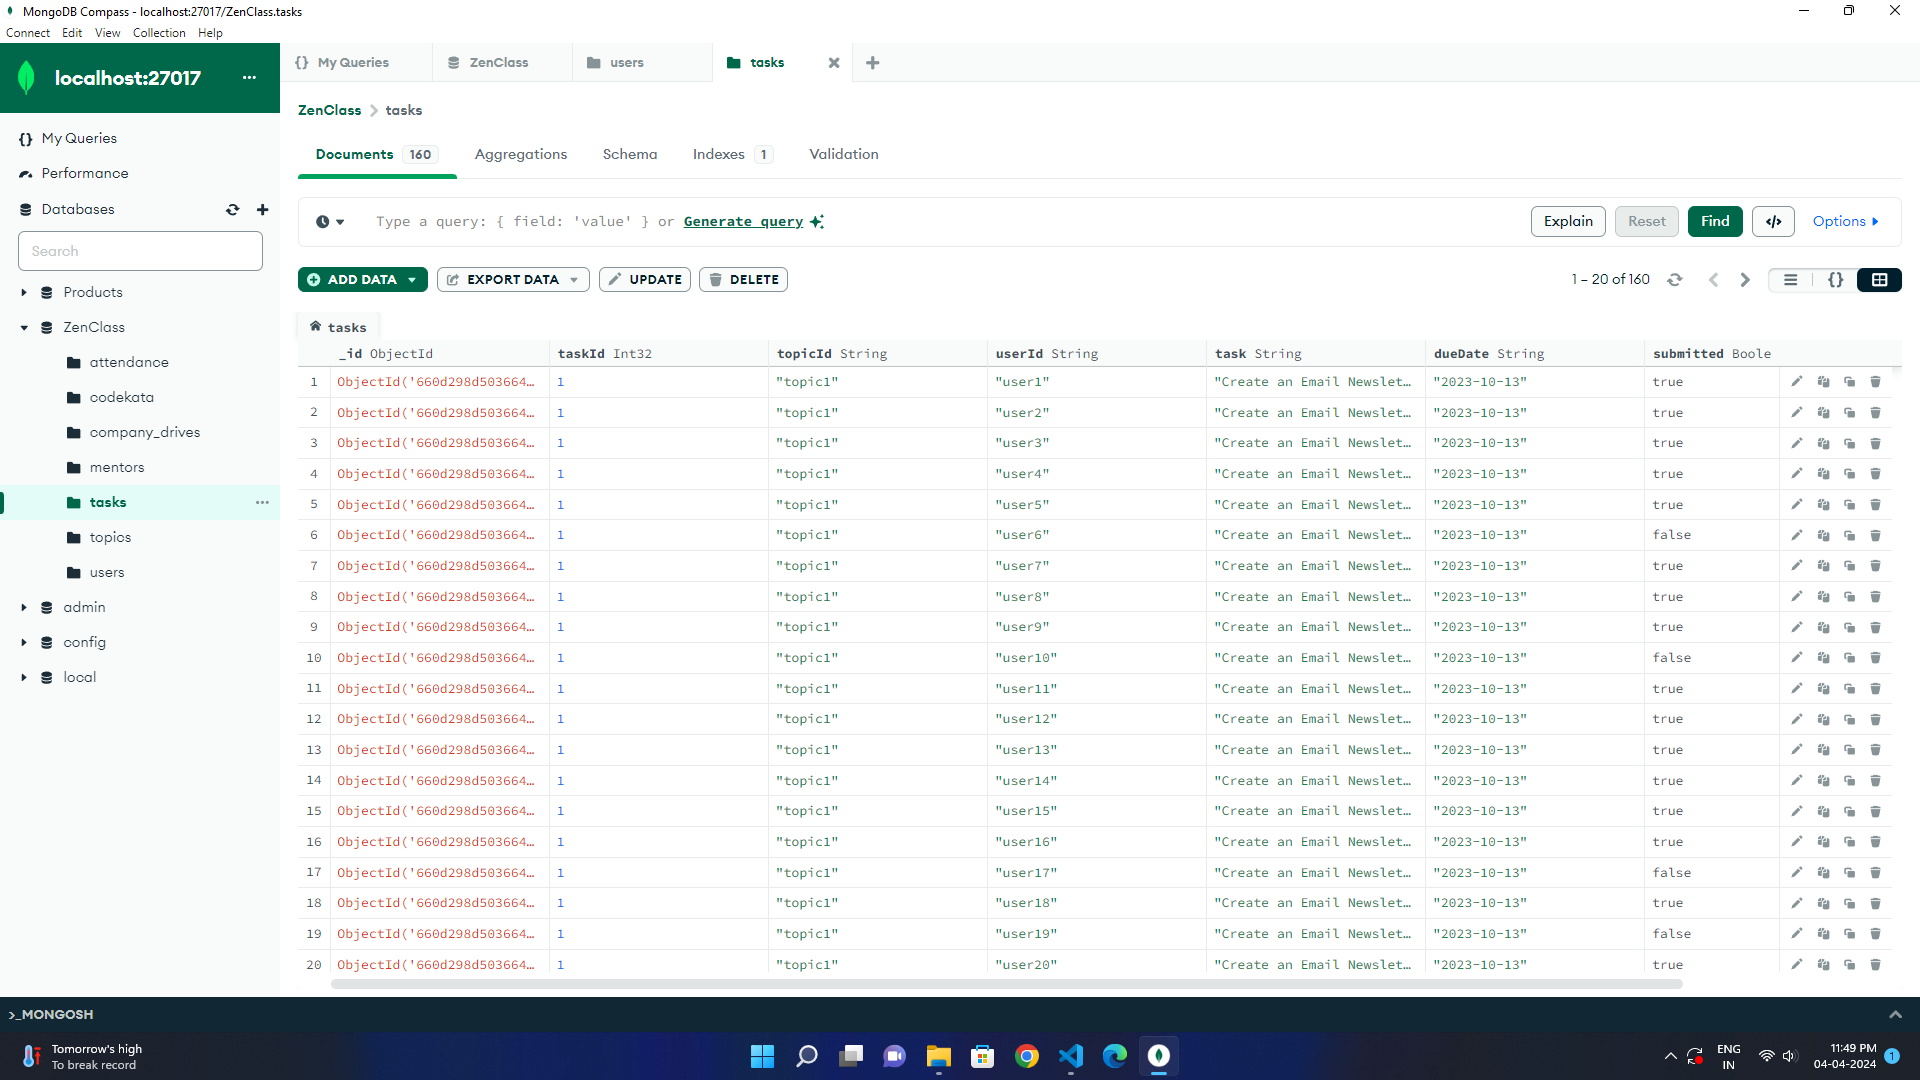 MongoDB Compass - localhost:27017/ZenClass.tasks
Connect Edit View Collection Help
localhost:27017 ...
{} My Queries
ZenClass
users
tasks
My Queries
Performance
Databases
Search
Products
ZenClass
attendance
codekata
company_drives
mentors
tasks ...
topics
users
admin
config
local
ZenClass > tasks
Documents 160 Aggregations Schema Indexes 1 Validation
Type a query: { field: 'value' } or Generate query
Explain Reset Find </> Options
ADD DATA EXPORT DATA UPDATE DELETE
1 – 20 of 160 {}
tasks
_id ObjectId taskId Int32 topicId String userId String task String dueDate String submitted Boole
1 ObjectId('660d298d503664… 1 "topic1" "user1" "Create an Email Newslet… "2023-10-13" true
2 ObjectId('660d298d503664… 1 "topic1" "user2" "Create an Email Newslet… "2023-10-13" true
3 ObjectId('660d298d503664… 1 "topic1" "user3" "Create an Email Newslet… "2023-10-13" true
4 ObjectId('660d298d503664… 1 "topic1" "user4" "Create an Email Newslet… "2023-10-13" true
5 ObjectId('660d298d503664… 1 "topic1" "user5" "Create an Email Newslet… "2023-10-13" true
6 ObjectId('660d298d503664… 1 "topic1" "user6" "Create an Email Newslet… "2023-10-13" false
7 ObjectId('660d298d503664… 1 "topic1" "user7" "Create an Email Newslet… "2023-10-13" true
8 ObjectId('660d298d503664… 1 "topic1" "user8" "Create an Email Newslet… "2023-10-13" true
9 ObjectId('660d298d503664… 1 "topic1" "user9" "Create an Email Newslet… "2023-10-13" true
10 ObjectId('660d298d503664… 1 "topic1" "user10" "Create an Email Newslet… "2023-10-13" false
11 ObjectId('660d298d503664… 1 "topic1" "user11" "Create an Email Newslet… "2023-10-13" true
12 ObjectId('660d298d503664… 1 "topic1" "user12" "Create an Email Newslet… "2023-10-13" true
13 ObjectId('660d298d503664… 1 "topic1" "user13" "Create an Email Newslet… "2023-10-13" true
14 ObjectId('660d298d503664… 1 "topic1" "user14" "Create an Email Newslet… "2023-10-13" true
15 ObjectId('660d298d503664… 1 "topic1" "user15" "Create an Email Newslet… "2023-10-13" true
16 ObjectId('660d298d503664… 1 "topic1" "user16" "Create an Email Newslet… "2023-10-13" true
17 ObjectId('660d298d503664… 1 "topic1" "user17" "Create an Email Newslet… "2023-10-13" false
18 ObjectId('660d298d503664… 1 "topic1" "user18" "Create an Email Newslet… "2023-10-13" true
19 ObjectId('660d298d503664… 1 "topic1" "user19" "Create an Email Newslet… "2023-10-13" false
20 ObjectId('660d298d503664… 1 "topic1" "user20" "Create an Email Newslet… "2023-10-13" true
>_MONGOSH
Tomorrow's high
To break record
ENG
IN
11:49 PM
04-04-2024
1